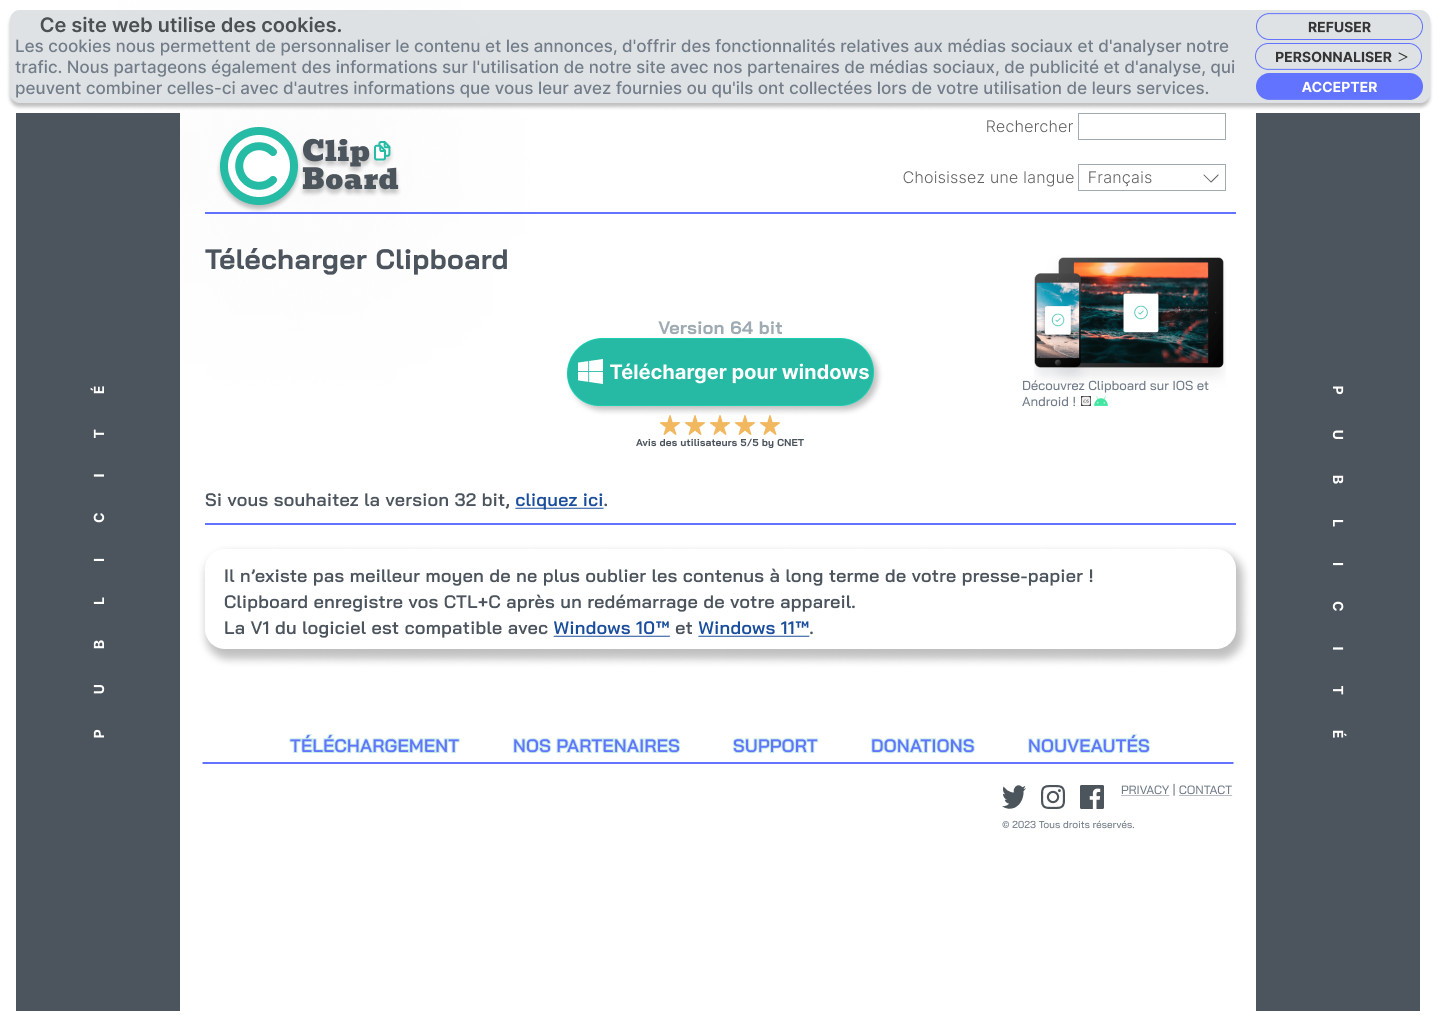 Ce site web utilise des cookies.
Les cookies nous permettent de personnaliser le contenu et les annonces, d'offrir des fonctionnalités relatives aux médias sociaux et d'analyser notre
trafic. Nous partageons également des informations sur l'utilisation de notre site avec nos partenaires de médias sociaux, de publicité et d'analyse, qui
peuvent combiner celles-ci avec d'autres informations que vous leur avez fournies ou qu'ils ont collectées lors de votre utilisation de leurs services.
REFUSER
PERSONNALISER >
ACCEPTER
PUBLICITÉ
Clip
Board
Rechercher
Choisissez une langue Français
Télécharger Clipboard
Version 64 bit
Télécharger pour windows
Avis des utilisateurs 5/5 by CNET
Découvrez Clipboard sur IOS et
Android !
Si vous souhaitez la version 32 bit, cliquez ici.
Il n’existe pas meilleur moyen de ne plus oublier les contenus à long terme de votre presse-papier !
Clipboard enregistre vos CTL+C après un redémarrage de votre appareil.
La V1 du logiciel est compatible avec Windows 10™ et Windows 11™.
PUBLICITÉ
TÉLÉCHARGEMENT NOS PARTENAIRES SUPPORT DONATIONS NOUVEAUTÉS
PRIVACY | CONTACT
© 2023 Tous droits réservés.